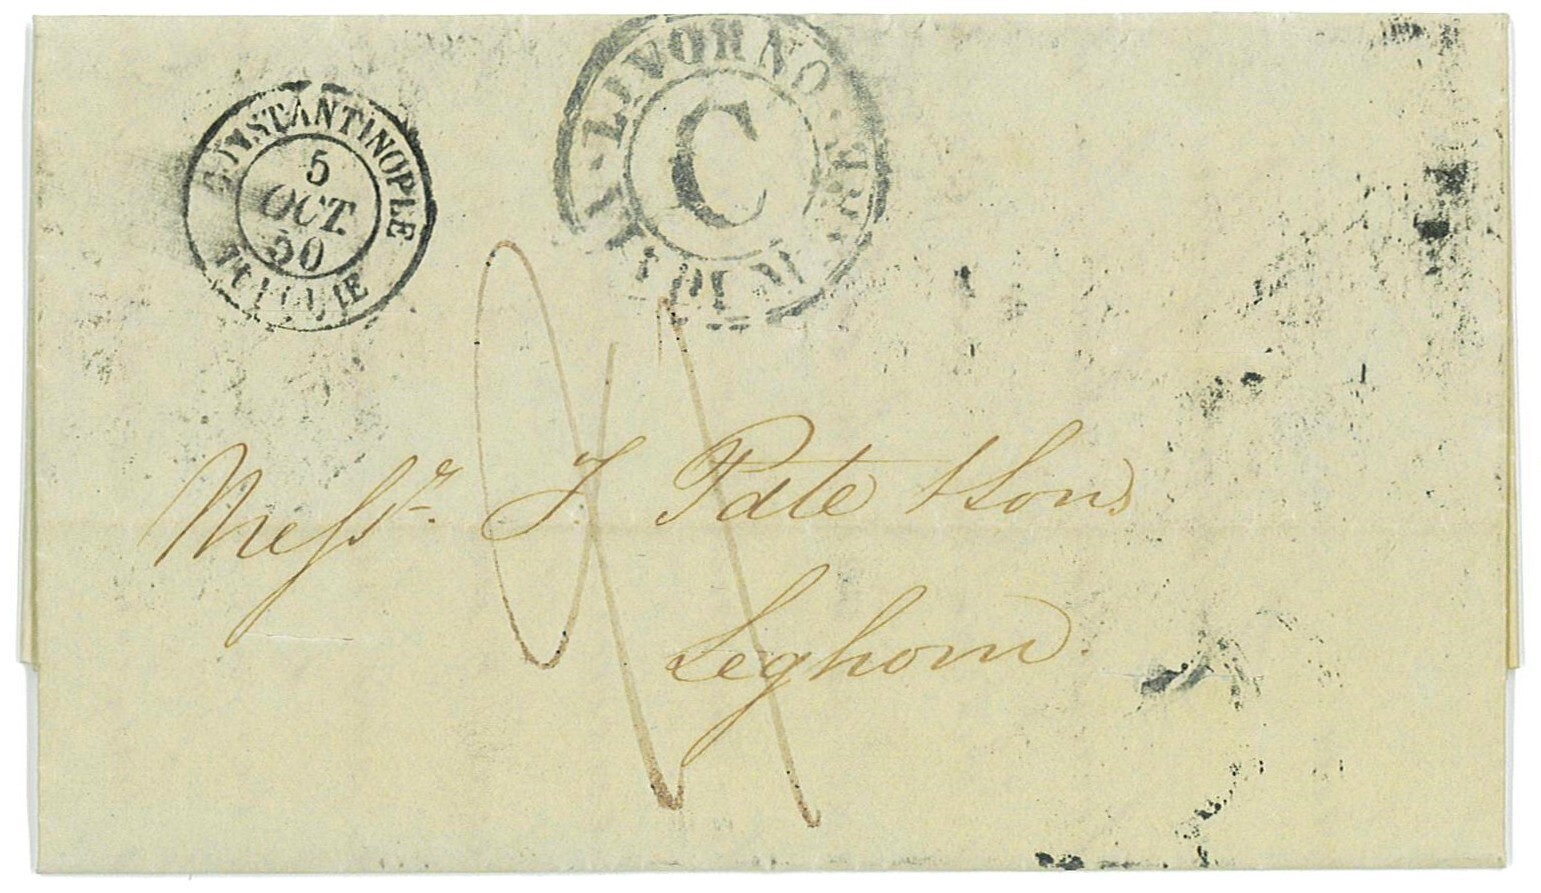 CONSTANTINOPLE
5
OCT.
50
TURQUIE
LIVORNO
C
Messrs. J. Pate & Sons
Leghorn.